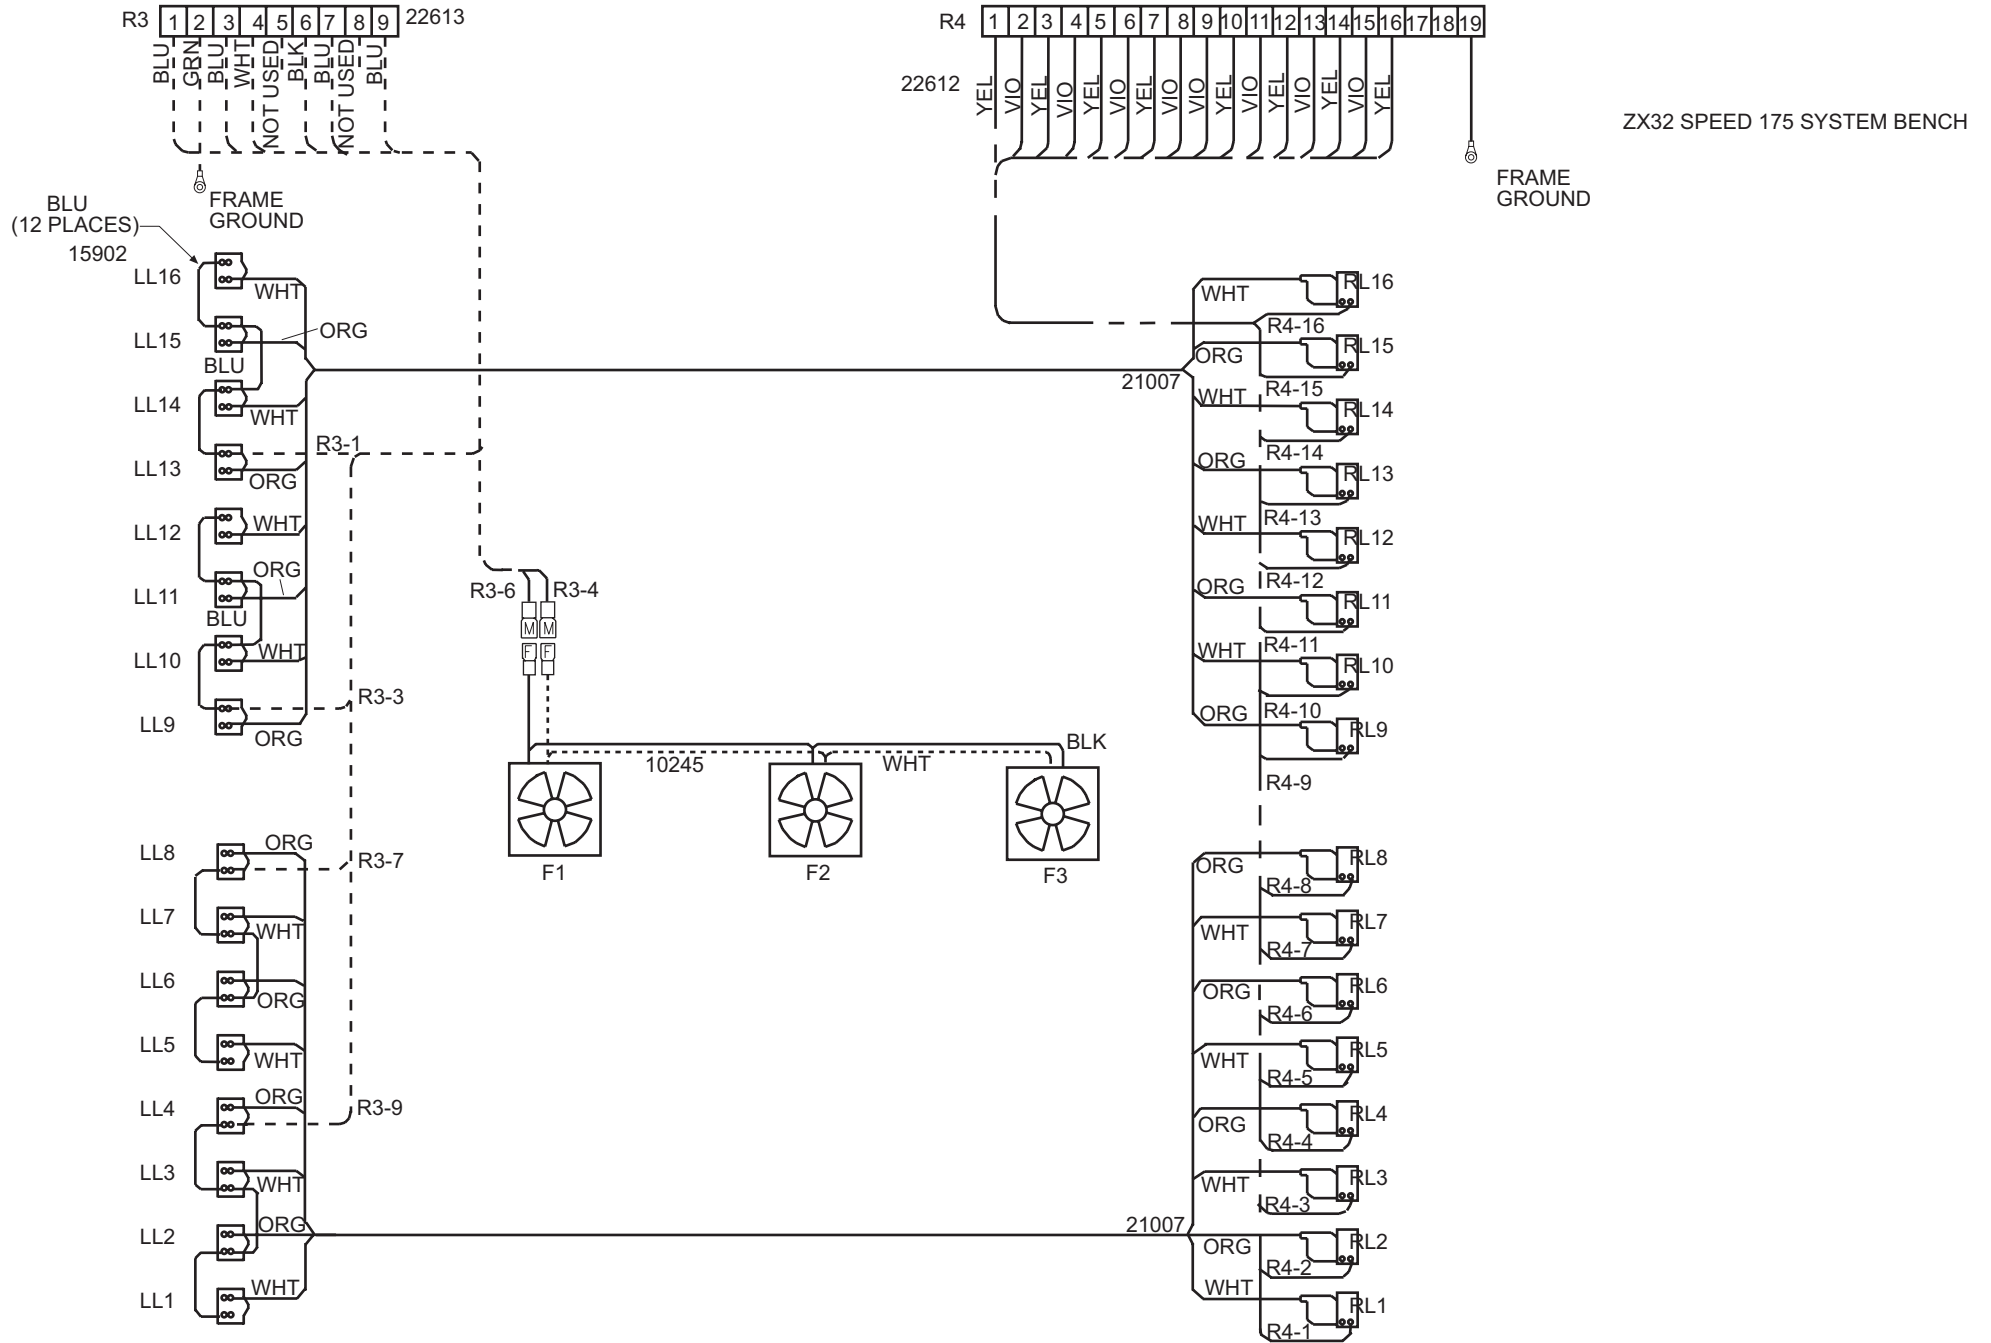 R3 1 2 3 4 5 6 7 8 9 22613
R4 1 2 3 4 5 6 7 8 9 10 11 12 13 14 15 16 17 18 19
BLU GRN BLU WHT NOT USED BLK BLU NOT USED BLU
22612 YEL VIO YEL VIO YEL VIO YEL VIO VIO YEL VIO YEL VIO YEL VIO YEL
ZX32 SPEED 175 SYSTEM BENCH
FRAME
GROUND
FRAME
GROUND
BLU
(12 PLACES)
15902
LL16
WHT
LL15
ORG
BLU
LL14
WHT
R3-1
LL13
ORG
LL12
WHT
LL11
ORG
BLU
LL10
WHT
R3-3
LL9
ORG
LL8
ORG
R3-7
LL7
WHT
LL6
ORG
LL5
WHT
LL4
ORG
R3-9
LL3
WHT
LL2
ORG
LL1
WHT
R3-6 R3-4
M M
F F
BLK
10245
WHT
F1
F2
F3
21007
WHT
RL16
R4-16
ORG
RL15
R4-15
WHT
RL14
R4-14
ORG
RL13
R4-13
WHT
RL12
R4-12
ORG
RL11
R4-11
WHT
RL10
R4-10
ORG
RL9
R4-9
ORG
RL8
R4-8
WHT
RL7
R4-7
ORG
RL6
R4-6
WHT
RL5
R4-5
ORG
RL4
R4-4
WHT
RL3
R4-3
21007
ORG
RL2
R4-2
WHT
RL1
R4-1